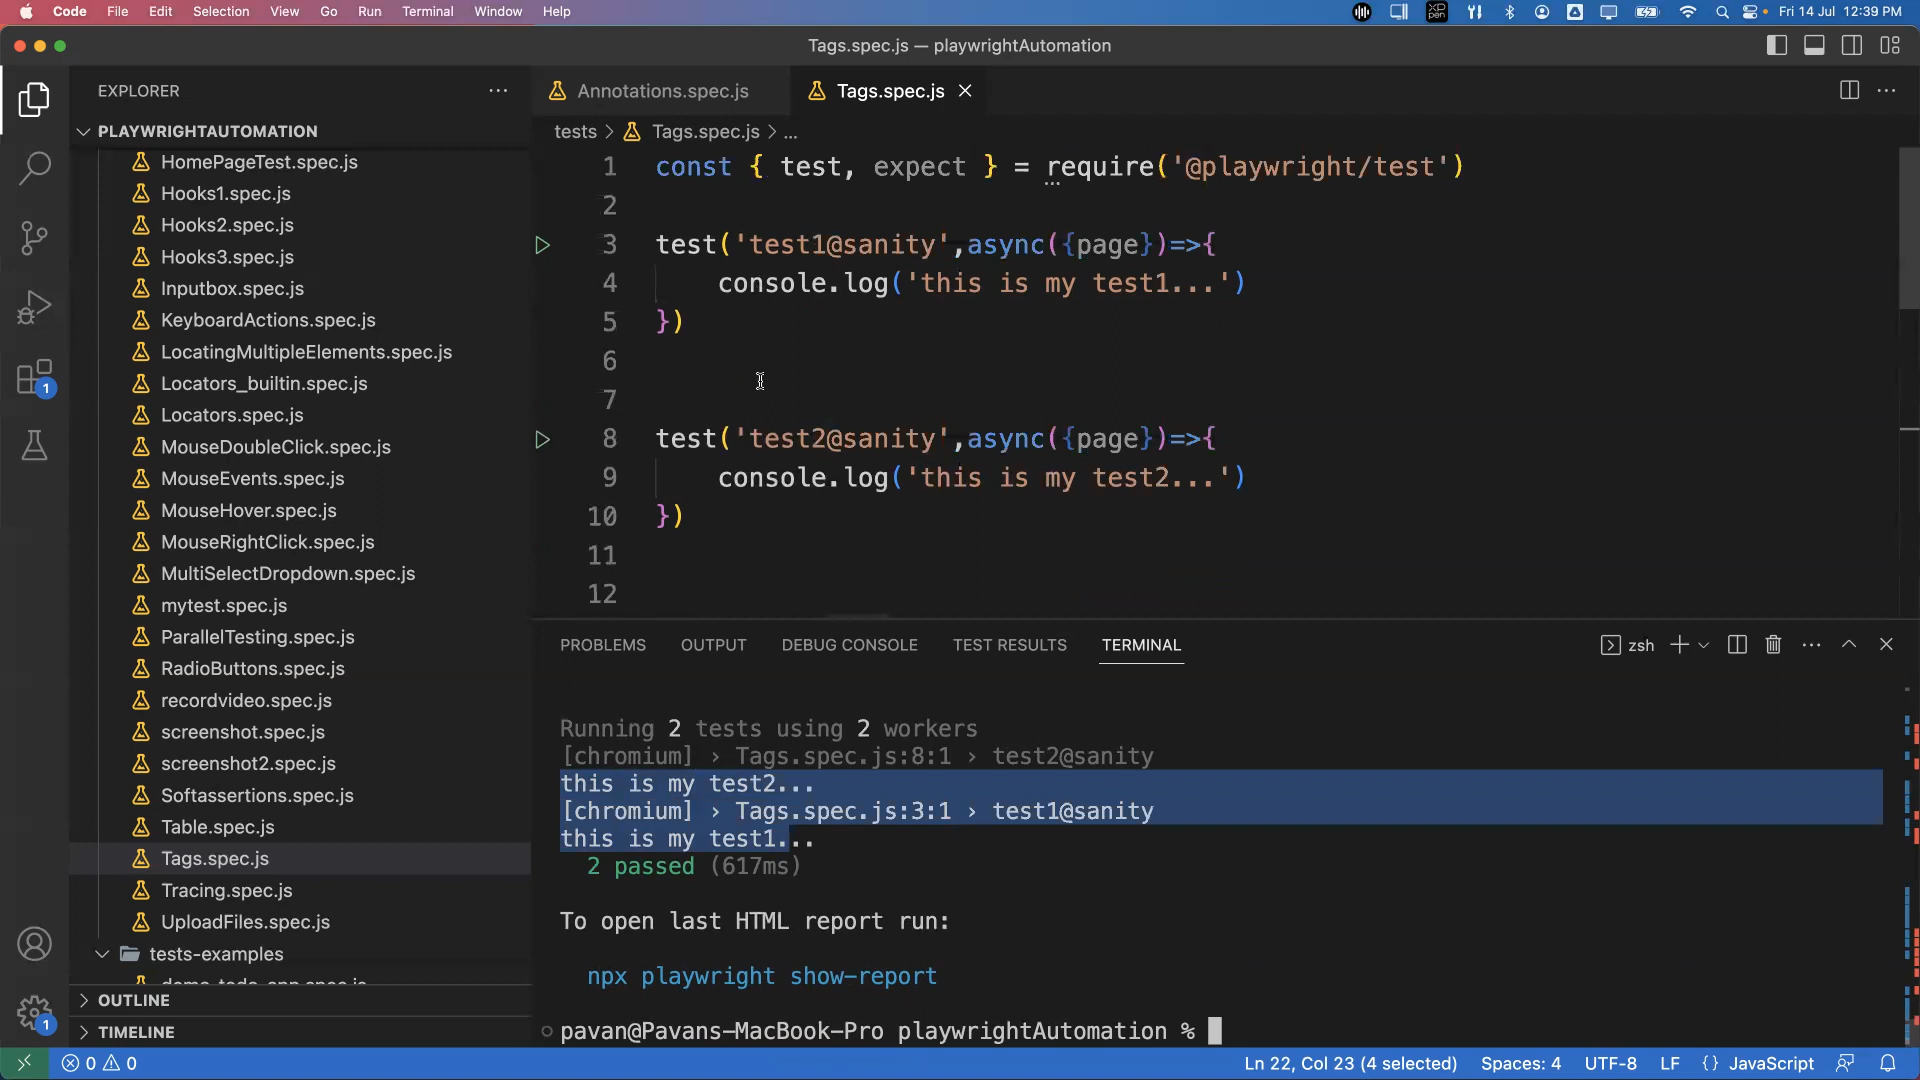 Code File Edit Selection View Go Run Terminal Window Help Fri 14 Jul 12:39 PM
Tags.spec.js — playwrightAutomation
EXPLORER
PLAYWRIGHTAUTOMATION
HomePageTest.spec.js
Hooks1.spec.js
Hooks2.spec.js
Hooks3.spec.js
Inputbox.spec.js
KeyboardActions.spec.js
LocatingMultipleElements.spec.js
Locators_builtin.spec.js
Locators.spec.js
MouseDoubleClick.spec.js
MouseEvents.spec.js
MouseHover.spec.js
MouseRightClick.spec.js
MultiSelectDropdown.spec.js
mytest.spec.js
ParallelTesting.spec.js
RadioButtons.spec.js
recordvideo.spec.js
screenshot.spec.js
screenshot2.spec.js
Softassertions.spec.js
Table.spec.js
Tags.spec.js
Tracing.spec.js
UploadFiles.spec.js
tests-examples
OUTLINE
TIMELINE
1
1
Annotations.spec.js Tags.spec.js
tests > Tags.spec.js > ...
1 const { test, expect } = require('@playwright/test')
2
3 test('test1@sanity',async({page})=>{
4 console.log('this is my test1...')
5 })
6
7
8 test('test2@sanity',async({page})=>{
9 console.log('this is my test2...')
10 })
11
12
PROBLEMS OUTPUT DEBUG CONSOLE TEST RESULTS TERMINAL zsh
Running 2 tests using 2 workers
[chromium] › Tags.spec.js:8:1 › test2@sanity
this is my test2...
[chromium] › Tags.spec.js:3:1 › test1@sanity
this is my test1...
2 passed (617ms)
To open last HTML report run:
npx playwright show-report
pavan@Pavans-MacBook-Pro playwrightAutomation %
0 0 Ln 22, Col 23 (4 selected) Spaces: 4 UTF-8 LF {} JavaScript